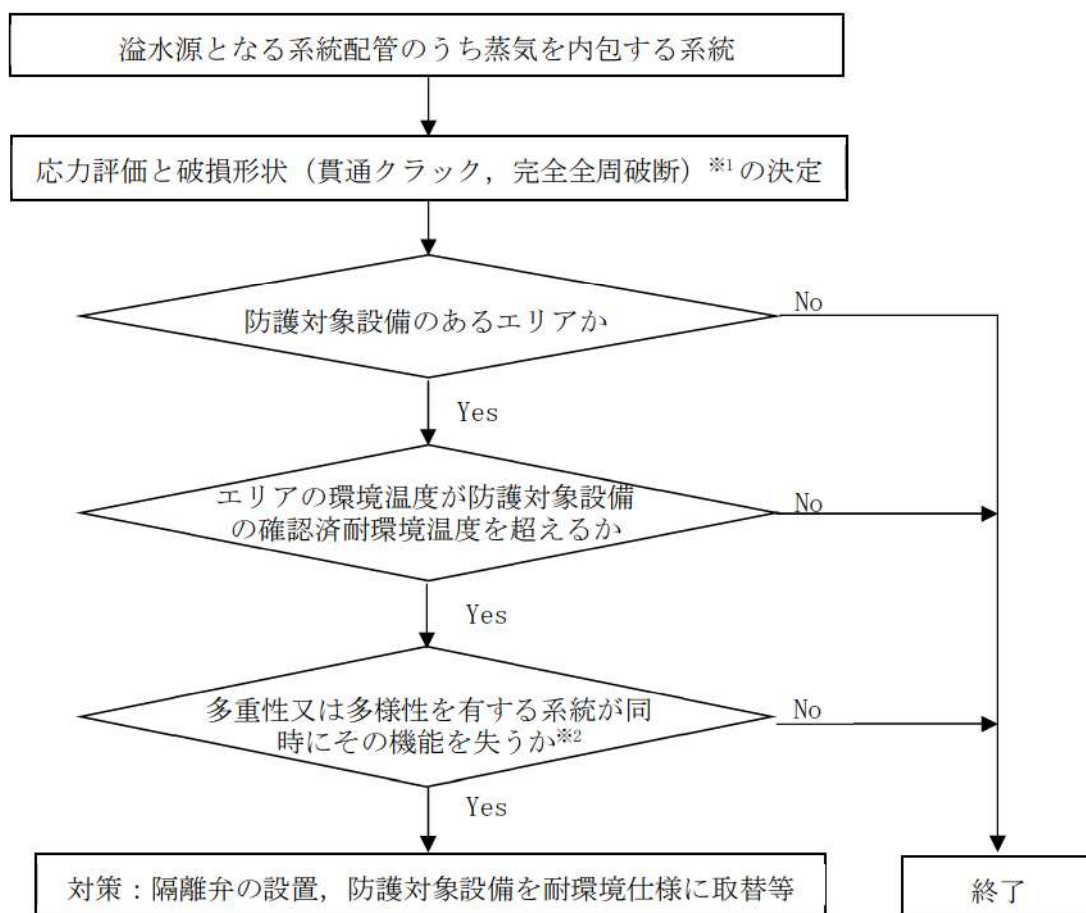 溢水源となる系統配管のうち蒸気を内包する系統
応力評価と破損形状（貫通クラック，完全全周破断）※1の決定
防護対象設備のあるエリアか
No
Yes
エリアの環境温度が防護対象設備
の確認済耐環境温度を超えるか
No
Yes
多重性又は多様性を有する系統が同
時にその機能を失うか※2
No
Yes
対策：隔離弁の設置，防護対象設備を耐環境仕様に取替等
終了